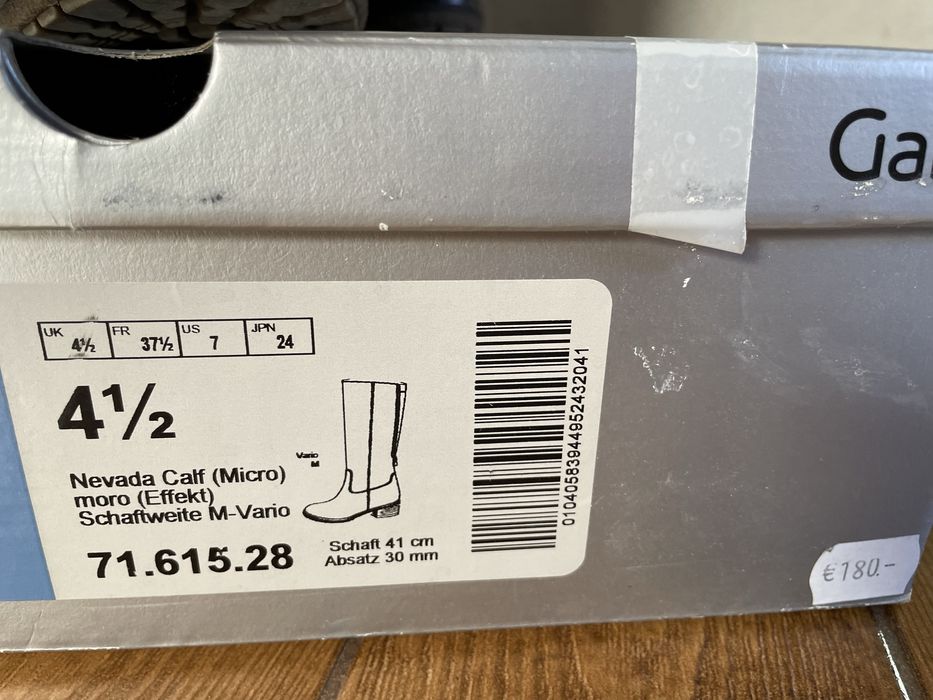 Ga
UK 4½ FR 37½ US 7 JPN 24
4½
Vario
M
Nevada Calf (Micro)
moro (Effekt)
Schaftweite M-Vario
71.615.28
Schaft 41 cm
Absatz 30 mm
0104058394495243204​1
€180.-